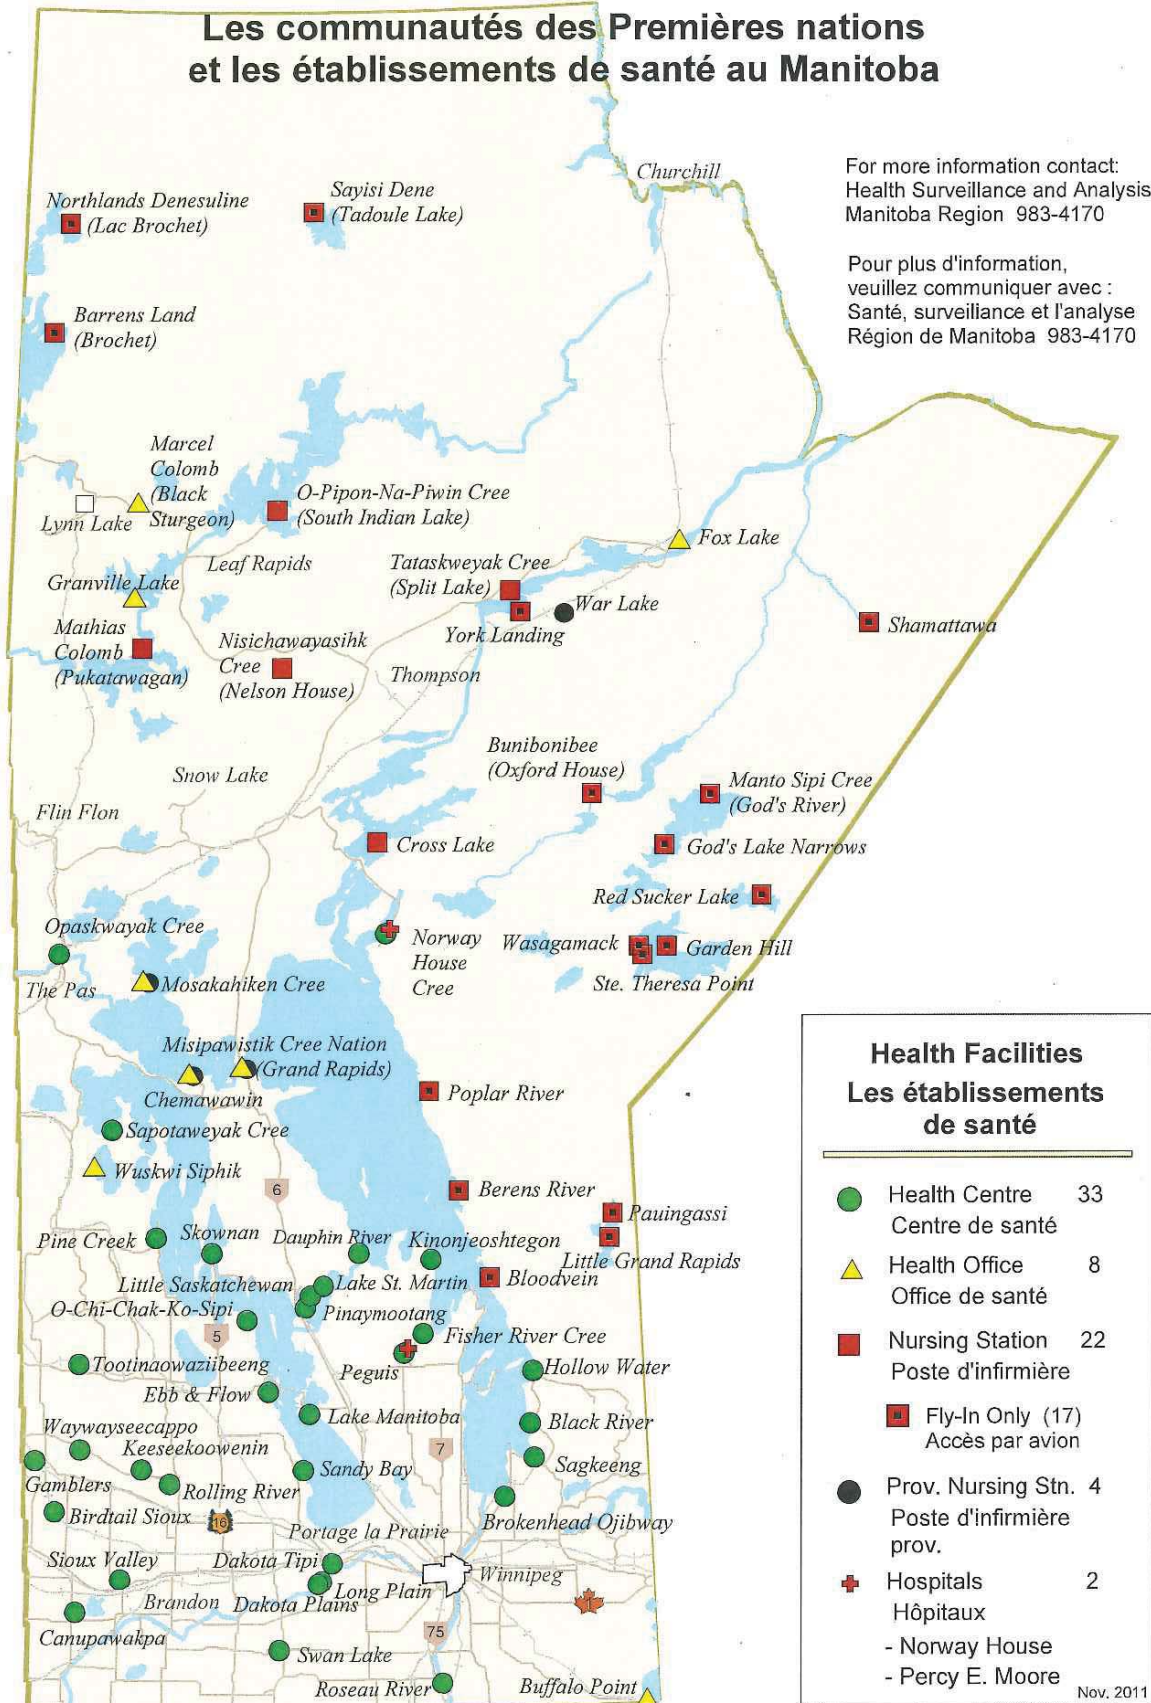 Les communautés des Premières nations
et les établissements de santé au Manitoba
For more information contact:
Health Surveillance and Analysis
Manitoba Region 983-4170
Pour plus d'information,
veuillez communiquer avec :
Santé, surveiliance et l'analyse
Région de Manitoba 983-4170
Churchill
Northlands Denesuline
(Lac Brochet)
Sayisi Dene
(Tadoule Lake)
Barrens Land
(Brochet)
Marcel
Colomb
(Black
Sturgeon)
Lynn Lake
O-Pipon-Na-Piwin Cree
(South Indian Lake)
Leaf Rapids
Fox Lake
Granville Lake
Tataskweyak Cree
(Split Lake)
War Lake
York Landing
Shamattawa
Mathias
Colomb
(Pukatawagan)
Nisichawayasihk
Cree
(Nelson House)
Thompson
Bunibonibee
(Oxford House)
Snow Lake
Manto Sipi Cree
(God's River)
Flin Flon
Cross Lake
God's Lake Narrows
Red Sucker Lake
Opaskwayak Cree
The Pas
Norway
House
Cree
Wasagamack
Garden Hill
Ste. Theresa Point
Mosakahiken Cree
Misipawistik Cree Nation
(Grand Rapids)
Chemawawin
Poplar River
Sapotaweyak Cree
Wuskwi Siphik
6
Berens River
Pauingassi
Little Grand Rapids
Pine Creek
Skownan
Dauphin River
Kinonjeoshtegon
Bloodvein
Little Saskatchewan
Lake St. Martin
O-Chi-Chak-Ko-Sipi
Pinaymootang
5
Fisher River Cree
Peguis
Tootinaowaziibeeng
Hollow Water
Ebb & Flow
Lake Manitoba
Black River
Waywayseecappo
Keeseekoowenin
7
Sandy Bay
Sagkeeng
Gamblers
Rolling River
Birdtail Sioux
16
Portage la Prairie
Brokenhead Ojibway
Sioux Valley
Dakota Tipi
Winnipeg
Long Plain
Brandon
Dakota Plains
1
Canupawakpa
75
Swan Lake
Roseau River
Buffalo Point
Health Facilities
Les établissements
de santé
Health Centre 33
Centre de santé
Health Office 8
Office de santé
Nursing Station 22
Poste d'infirmière
Fly-In Only (17)
Accès par avion
Prov. Nursing Stn. 4
Poste d'infirmière
prov.
Hospitals 2
Hôpitaux
- Norway House
- Percy E. Moore
Nov. 2011